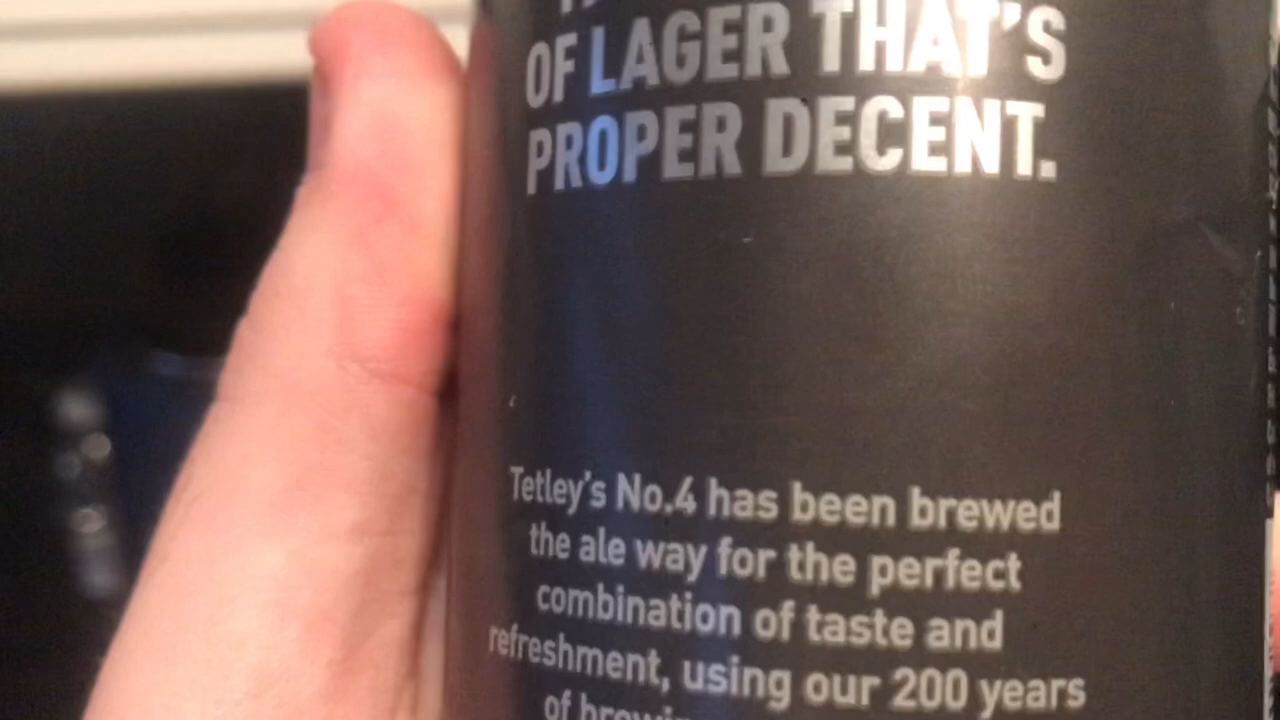 OF LAGER THAT'S
PROPER DECENT.
Tetley's No.4 has been brewed
the ale way for the perfect
combination of taste and
refreshment, using our 200 years
of